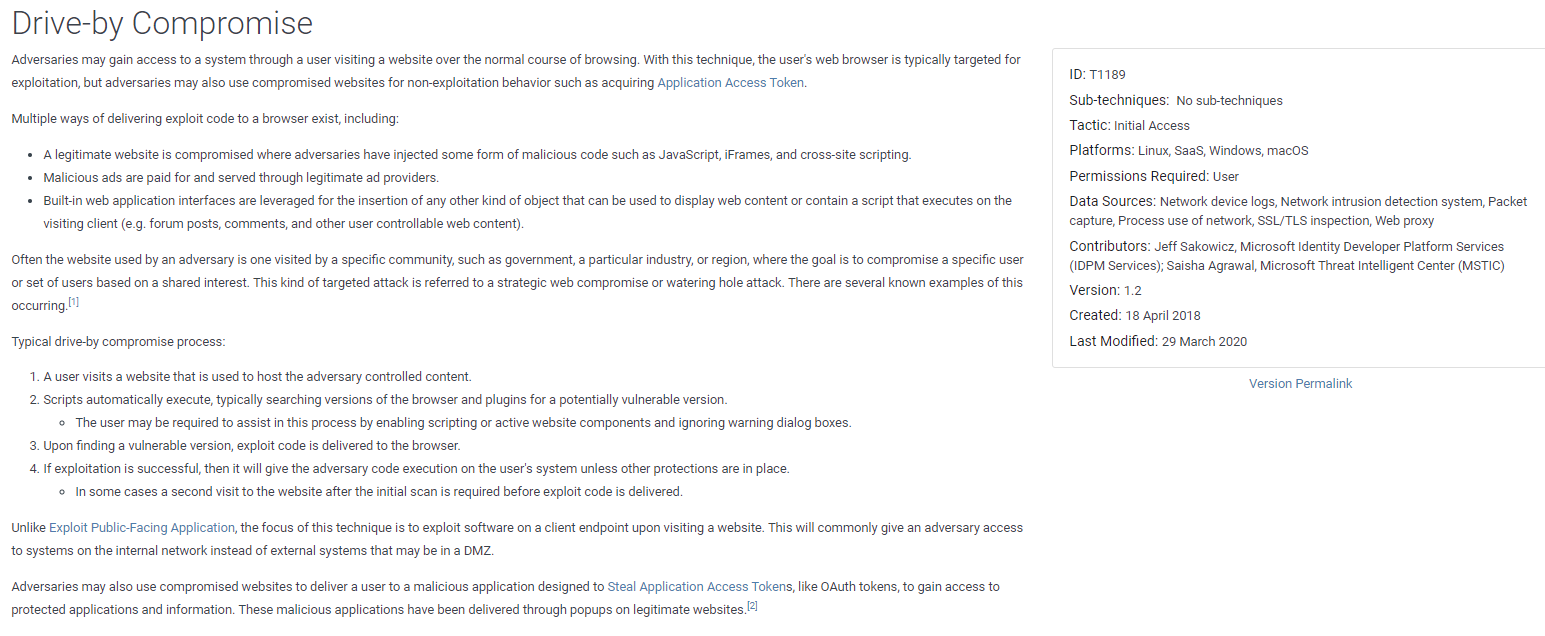 Drive-by Compromise
Adversaries may gain access to a system through a user visiting a website over the normal course of browsing. With this technique, the user's web browser is typically targeted for
exploitation, but adversaries may also use compromised websites for non-exploitation behavior such as acquiring Application Access Token.
Multiple ways of delivering exploit code to a browser exist, including:
• A legitimate website is compromised where adversaries have injected some form of malicious code such as JavaScript, iFrames, and cross-site scripting.
• Malicious ads are paid for and served through legitimate ad providers.
• Built-in web application interfaces are leveraged for the insertion of any other kind of object that can be used to display web content or contain a script that executes on the
visiting client (e.g. forum posts, comments, and other user controllable web content).
Often the website used by an adversary is one visited by a specific community, such as government, a particular industry, or region, where the goal is to compromise a specific user
or set of users based on a shared interest. This kind of targeted attack is referred to a strategic web compromise or watering hole attack. There are several known examples of this
occurring.[1]
Typical drive-by compromise process:
1. A user visits a website that is used to host the adversary controlled content.
2. Scripts automatically execute, typically searching versions of the browser and plugins for a potentially vulnerable version.
◦ The user may be required to assist in this process by enabling scripting or active website components and ignoring warning dialog boxes.
3. Upon finding a vulnerable version, exploit code is delivered to the browser.
4. If exploitation is successful, then it will give the adversary code execution on the user's system unless other protections are in place.
◦ In some cases a second visit to the website after the initial scan is required before exploit code is delivered.
Unlike Exploit Public-Facing Application, the focus of this technique is to exploit software on a client endpoint upon visiting a website. This will commonly give an adversary access
to systems on the internal network instead of external systems that may be in a DMZ.
Adversaries may also use compromised websites to deliver a user to a malicious application designed to Steal Application Access Tokens, like OAuth tokens, to gain access to
protected applications and information. These malicious applications have been delivered through popups on legitimate websites.[2]
ID: T1189
Sub-techniques: No sub-techniques
Tactic: Initial Access
Platforms: Linux, SaaS, Windows, macOS
Permissions Required: User
Data Sources: Network device logs, Network intrusion detection system, Packet
capture, Process use of network, SSL/TLS inspection, Web proxy
Contributors: Jeff Sakowicz, Microsoft Identity Developer Platform Services
(IDPM Services); Saisha Agrawal, Microsoft Threat Intelligent Center (MSTIC)
Version: 1.2
Created: 18 April 2018
Last Modified: 29 March 2020
Version Permalink